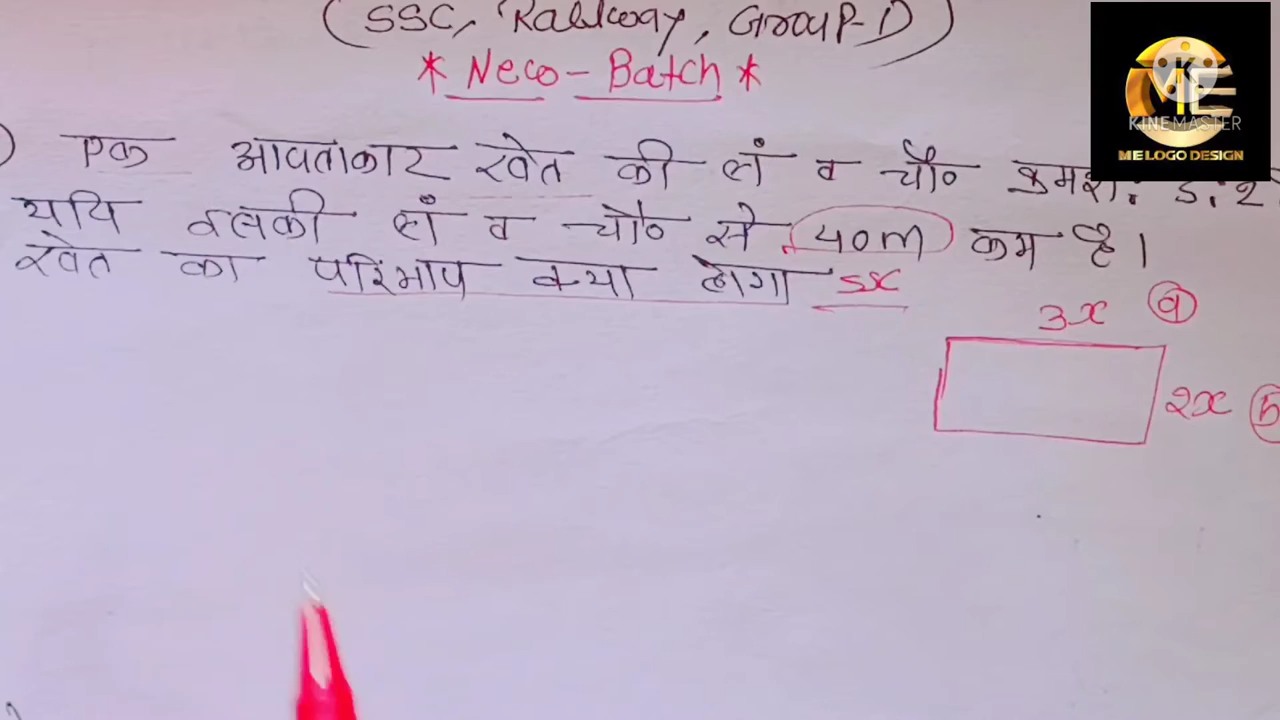 (SSC, Railway, Group-D)
* New - Batch *
एक आयताकार खेत की लं व चौ० क्रमश: 3:2
यदि इसकी लं व चौ० से 40m कम है।
खेत का परिमाप क्या होगा 5x
3x a
2x b
KINEMASTER
ME LOGO DESIGN